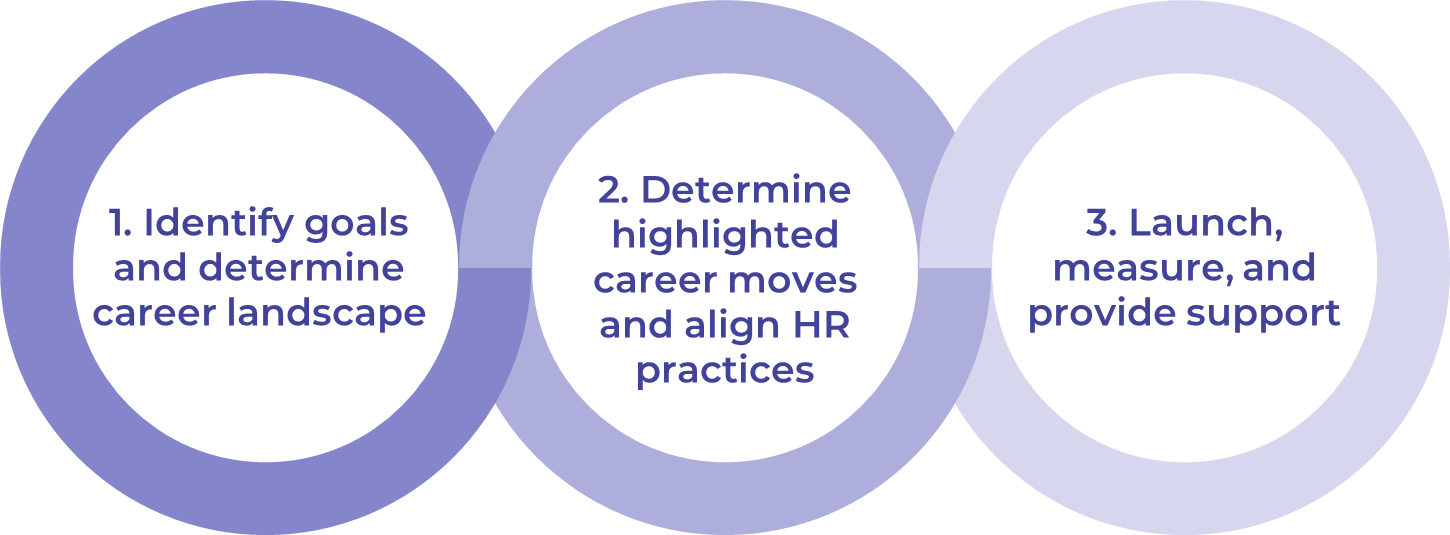 1. Identify goals
and determine
career landscape
2. Determine
highlighted
career moves
and align HR
practices
3. Launch,
measure, and
provide support